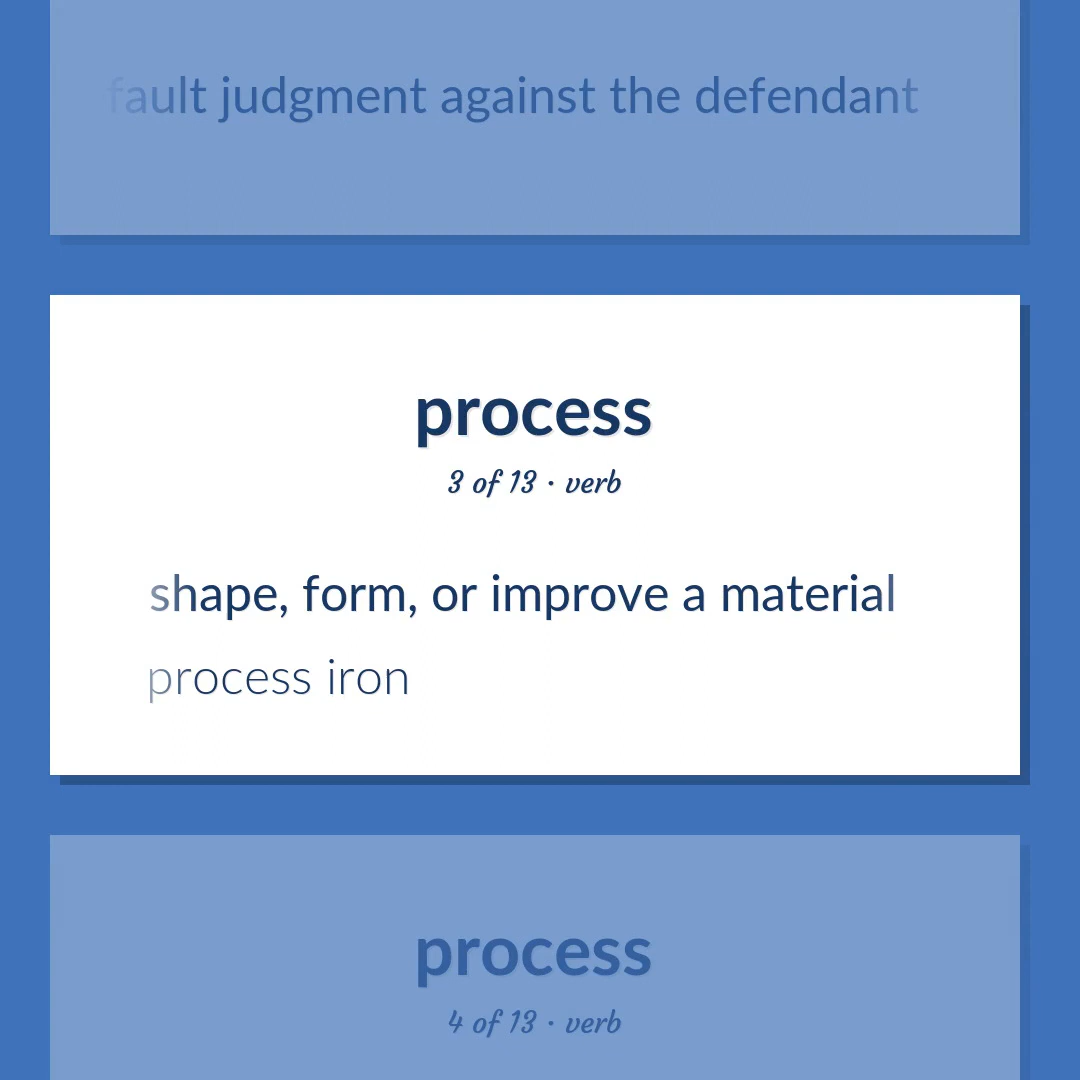 fault judgment against the defendant
process
3 of 13 · verb
shape, form, or improve a material
process iron
process
4 of 13 · verb